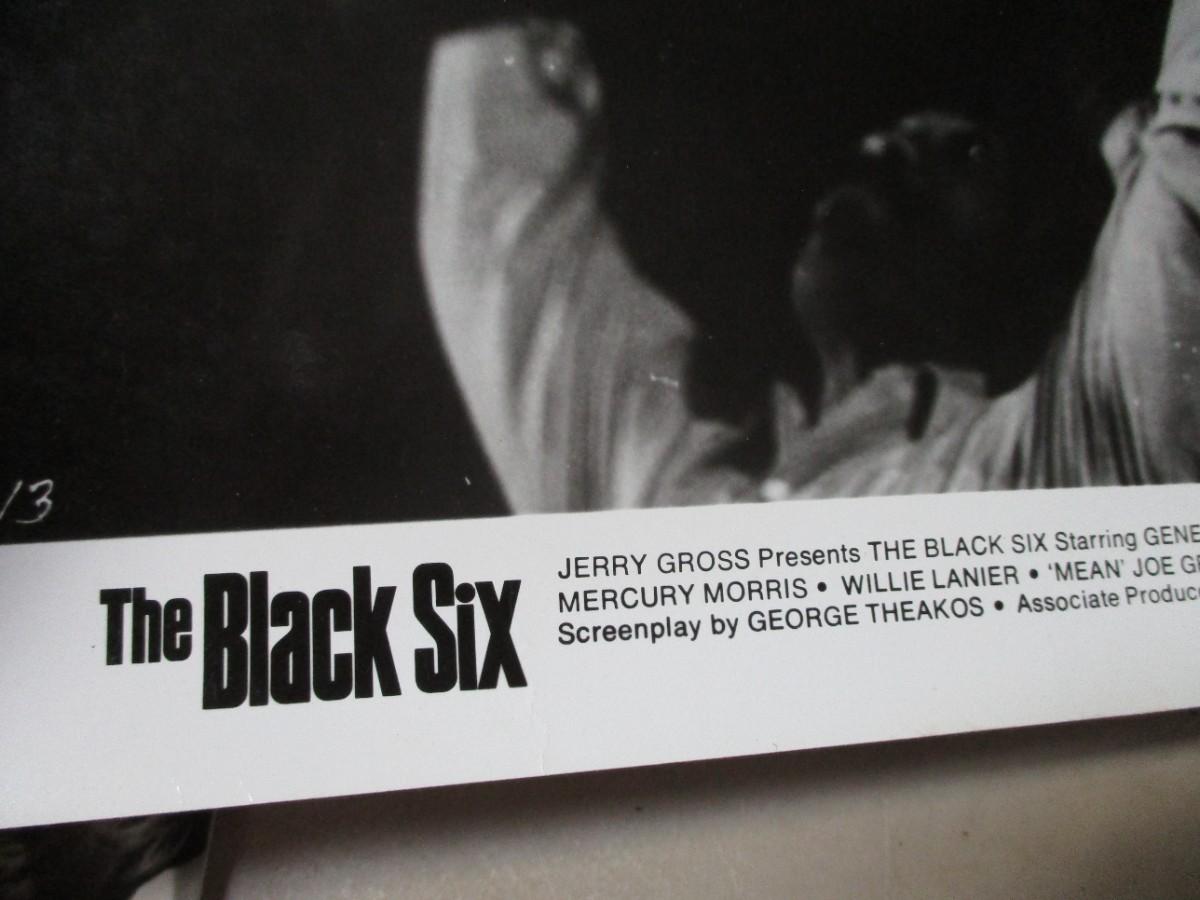 /3
The Black Six
JERRY GROSS Presents THE BLACK SIX Starring GENE
MERCURY MORRIS • WILLIE LANIER • 'MEAN' JOE
Screenplay by GEORGE THEAKOS • Associate